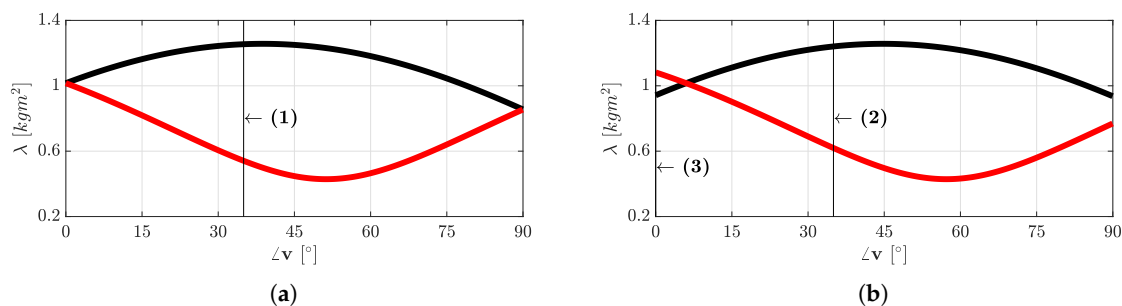 1.4
1
0.6
0.2
λ [kgm²]
← (1)
0 15 30 45 60 75 90
∠v [°]
(a)
1.4
1
0.6
0.2
λ [kgm²]
← (2)
← (3)
0 15 30 45 60 75 90
∠v [°]
(b)